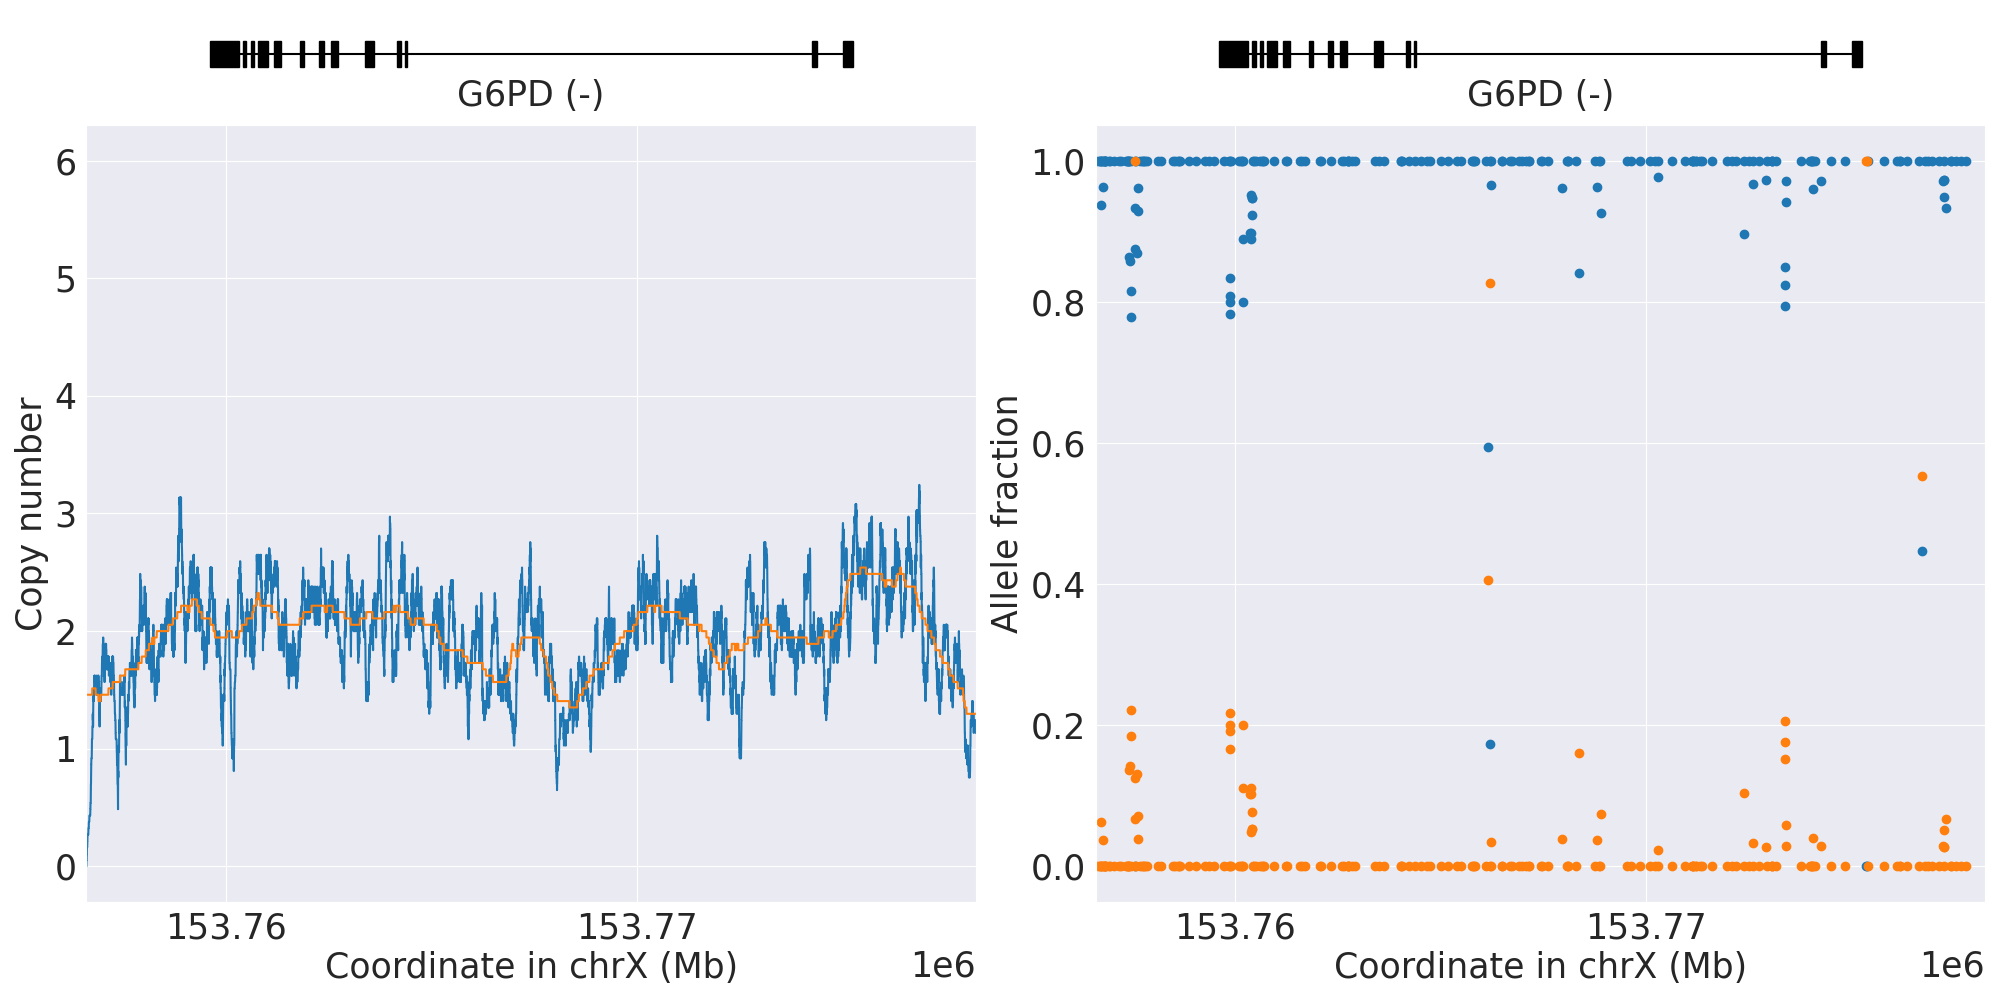 G6PD (-)
G6PD (-)
Copy number
6
5
4
3
2
1
0
153.76
153.77
Coordinate in chrX (Mb)
1e6
Allele fraction
1.0
0.8
0.6
0.4
0.2
0.0
153.76
153.77
Coordinate in chrX (Mb)
1e6